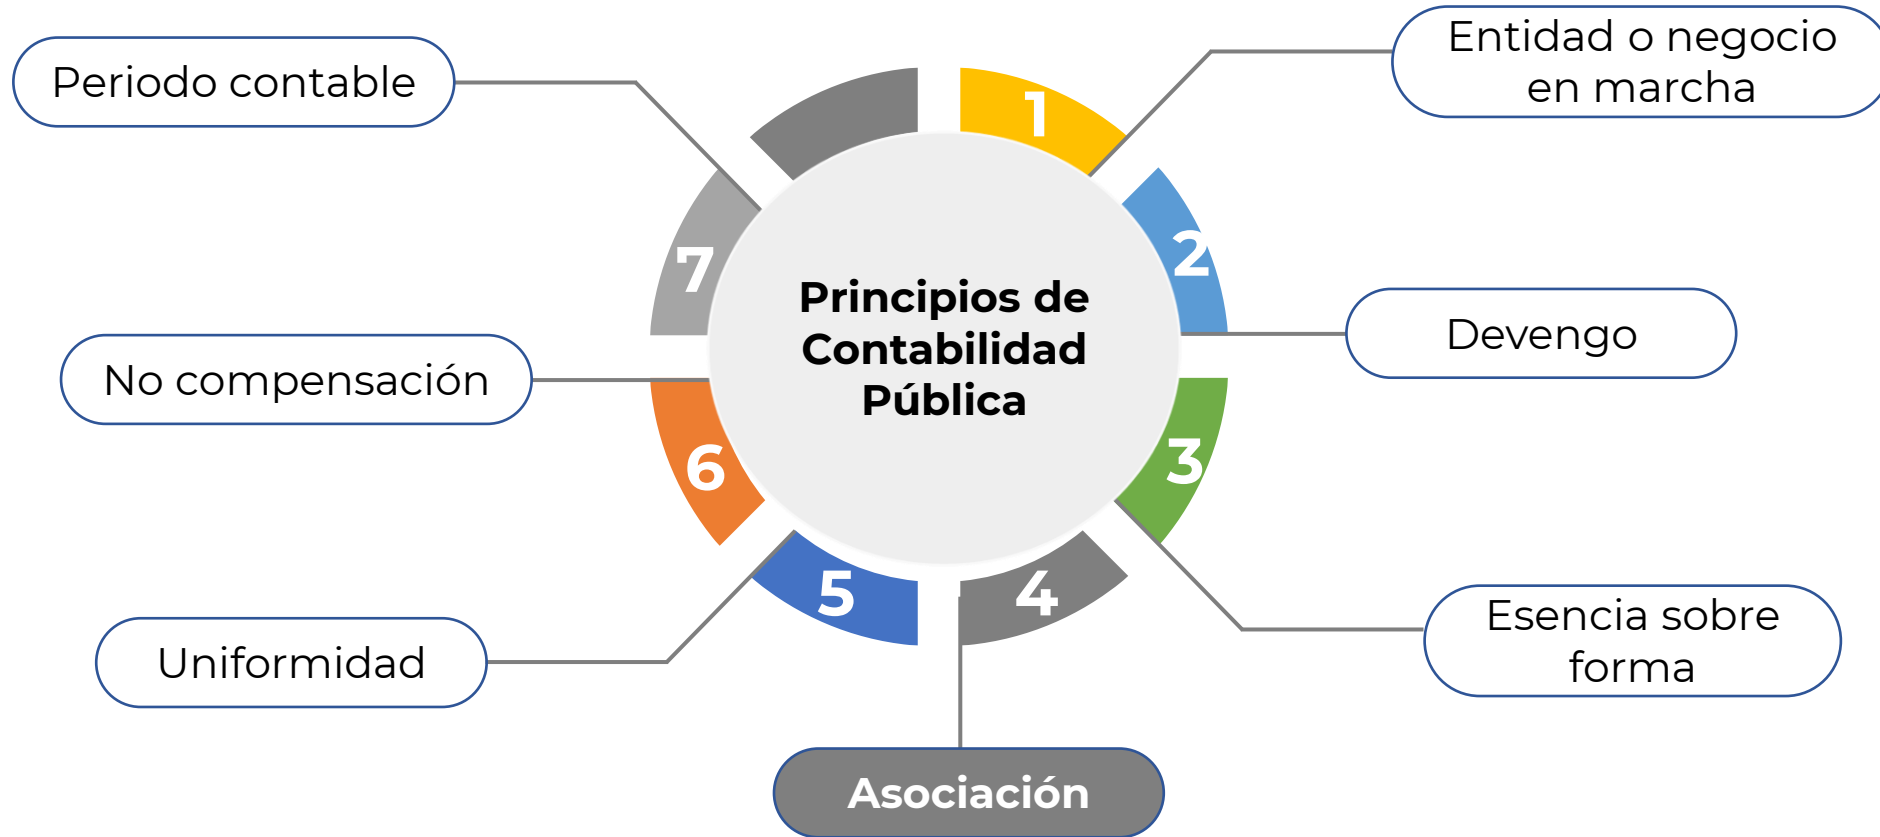 Principios de
Contabilidad
Pública
1
Entidad o negocio
en marcha
2
Devengo
3
Esencia sobre
forma
4
Asociación
5
Uniformidad
6
No compensación
7
Periodo contable